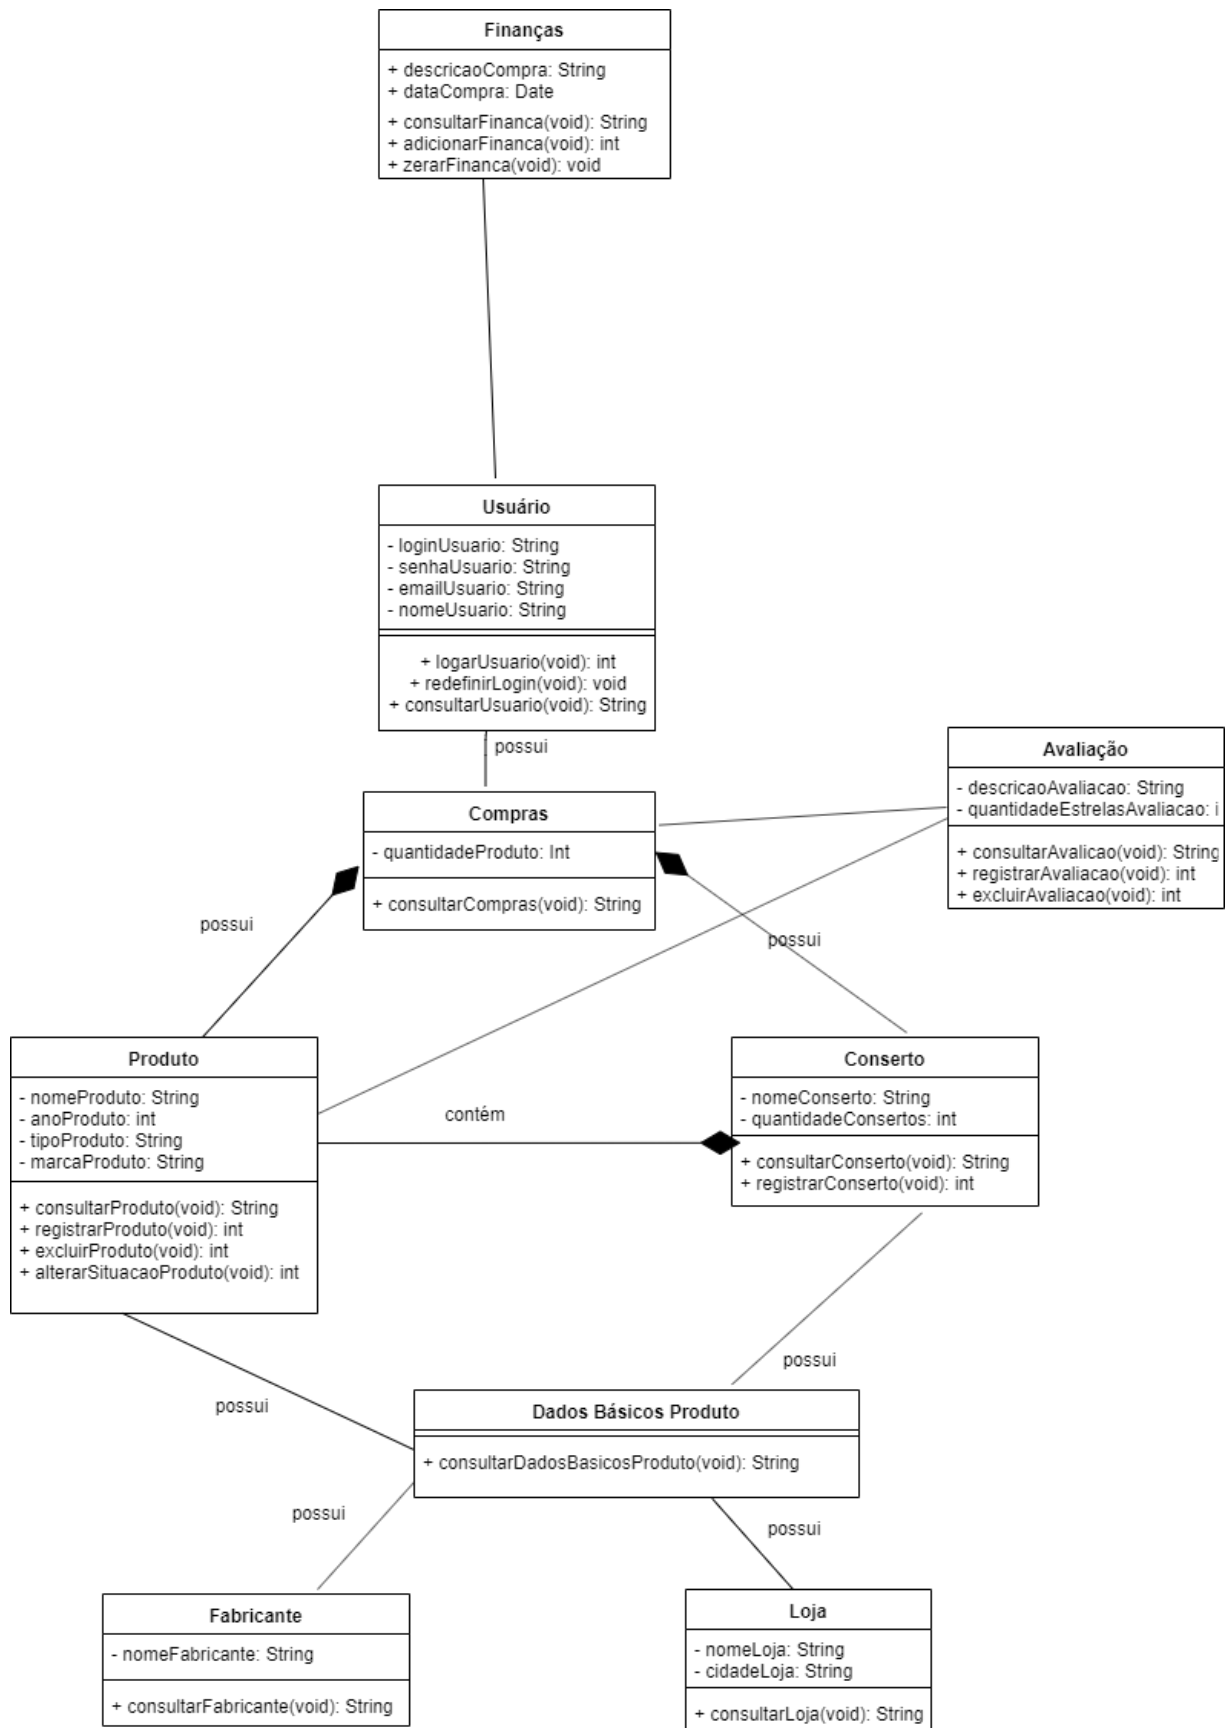 Finanças
+ descricaoCompra: String
+ dataCompra: Date
+ consultarFinanca(void): String
+ adicionarFinanca(void): int
+ zerarFinanca(void): void
Usuário
- loginUsuario: String
- senhaUsuario: String
- emailUsuario: String
- nomeUsuario: String
+ logarUsuario(void): int
+ redefinirLogin(void): void
+ consultarUsuario(void): String
possui
Avaliação
- descricaoAvaliacao: String
- quantidadeEstrelasAvaliacao: i
+ consultarAvalicao(void): String
+ registrarAvaliacao(void): int
+ excluirAvaliacao(void): int
Compras
- quantidadeProduto: Int
+ consultarCompras(void): String
possui
possui
Produto
- nomeProduto: String
- anoProduto: int
- tipoProduto: String
- marcaProduto: String
+ consultarProduto(void): String
+ registrarProduto(void): int
+ excluirProduto(void): int
+ alterarSituacaoProduto(void): int
contém
Conserto
- nomeConserto: String
- quantidadeConsertos: int
+ consultarConserto(void): String
+ registrarConserto(void): int
possui
possui
Dados Básicos Produto
+ consultarDadosBasicosProduto(void): String
possui
possui
Fabricante
- nomeFabricante: String
+ consultarFabricante(void): String
Loja
- nomeLoja: String
- cidadeLoja: String
+ consultarLoja(void): String